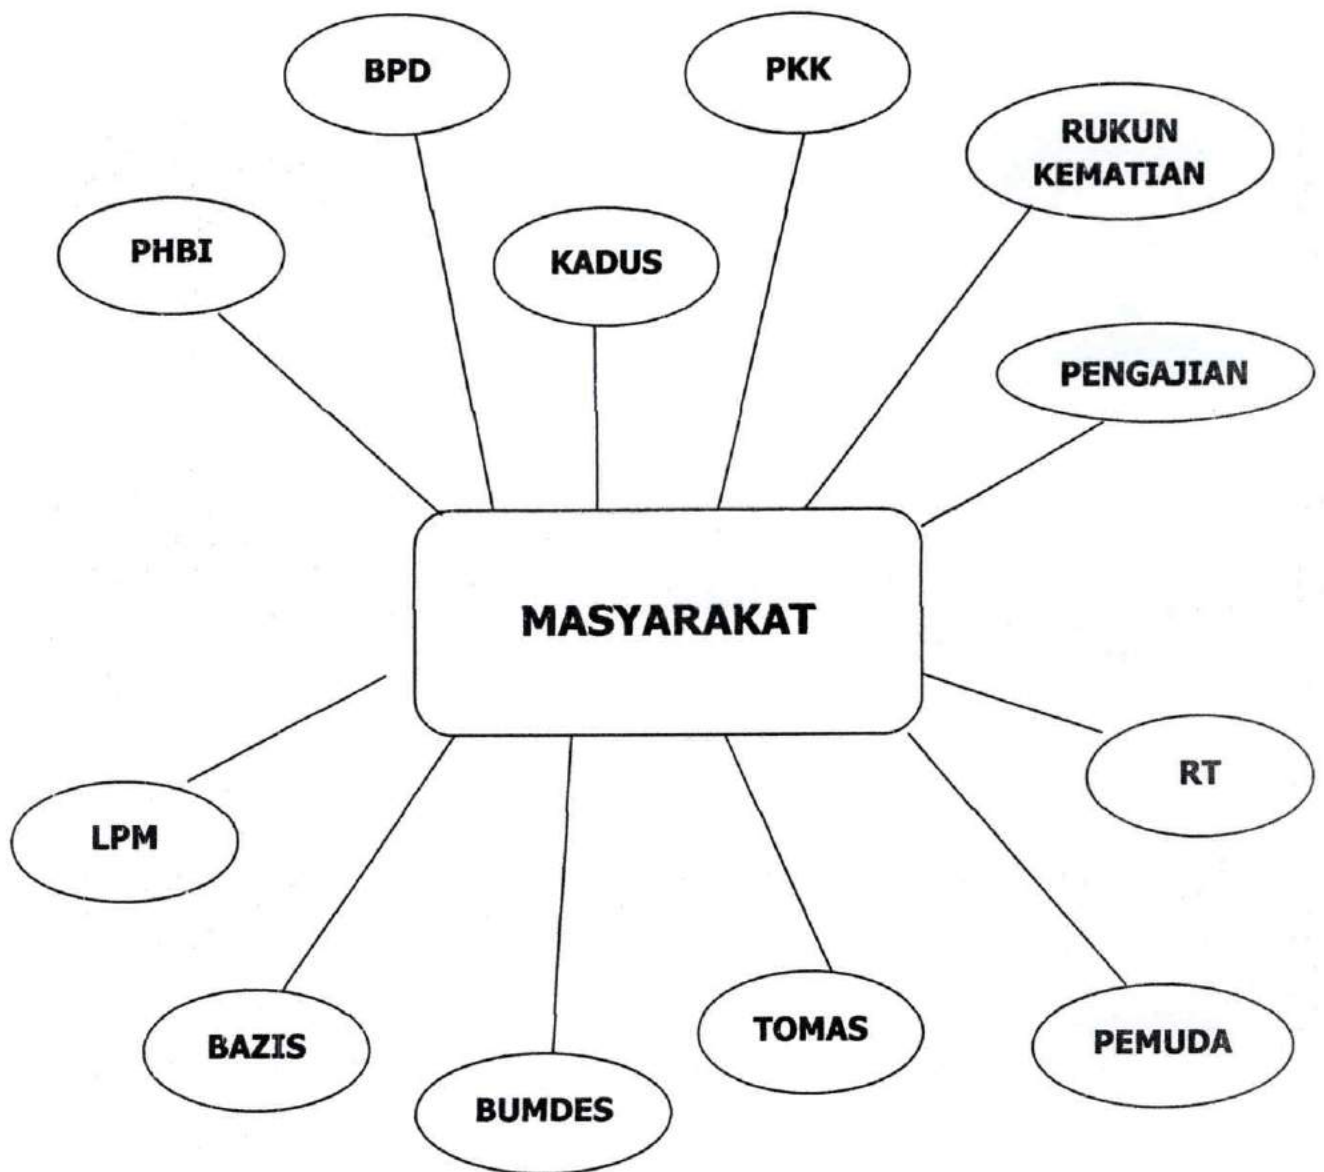 BPD
PKK
RUKUN
KEMATIAN
PHBI
KADUS
PENGAJIAN
MASYARAKAT
RT
LPM
BAZIS
BUMDES
TOMAS
PEMUDA